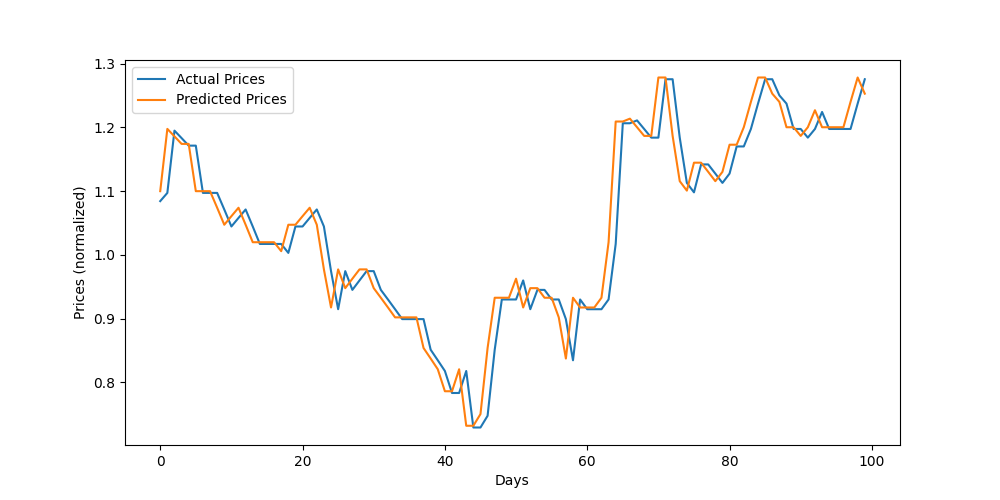 Actual Prices
Predicted Prices
Prices (normalized)
1.3
1.2
1.1
1.0
0.9
0.8
0 20 40 60 80 100
Days